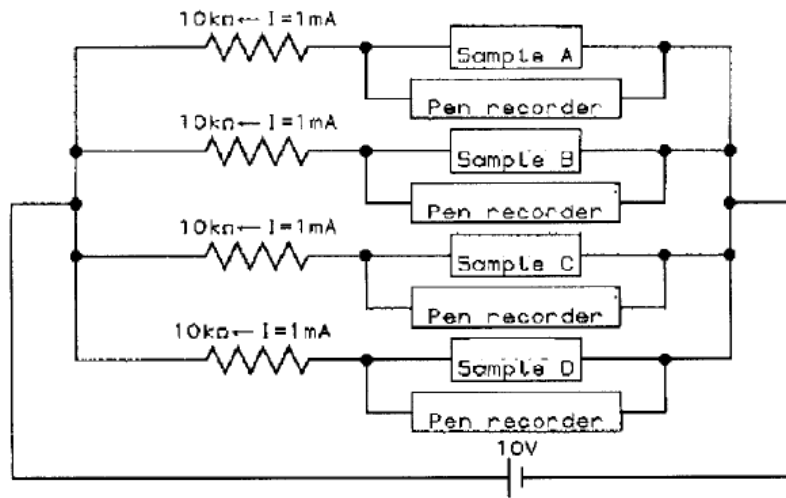 10kΩ← I=1mA
Sample A
Pen recorder
10kΩ← I=1mA
Sample B
Pen recorder
10kΩ← I=1mA
Sample C
Pen recorder
10kΩ← I=1mA
Sample D
Pen recorder
10V